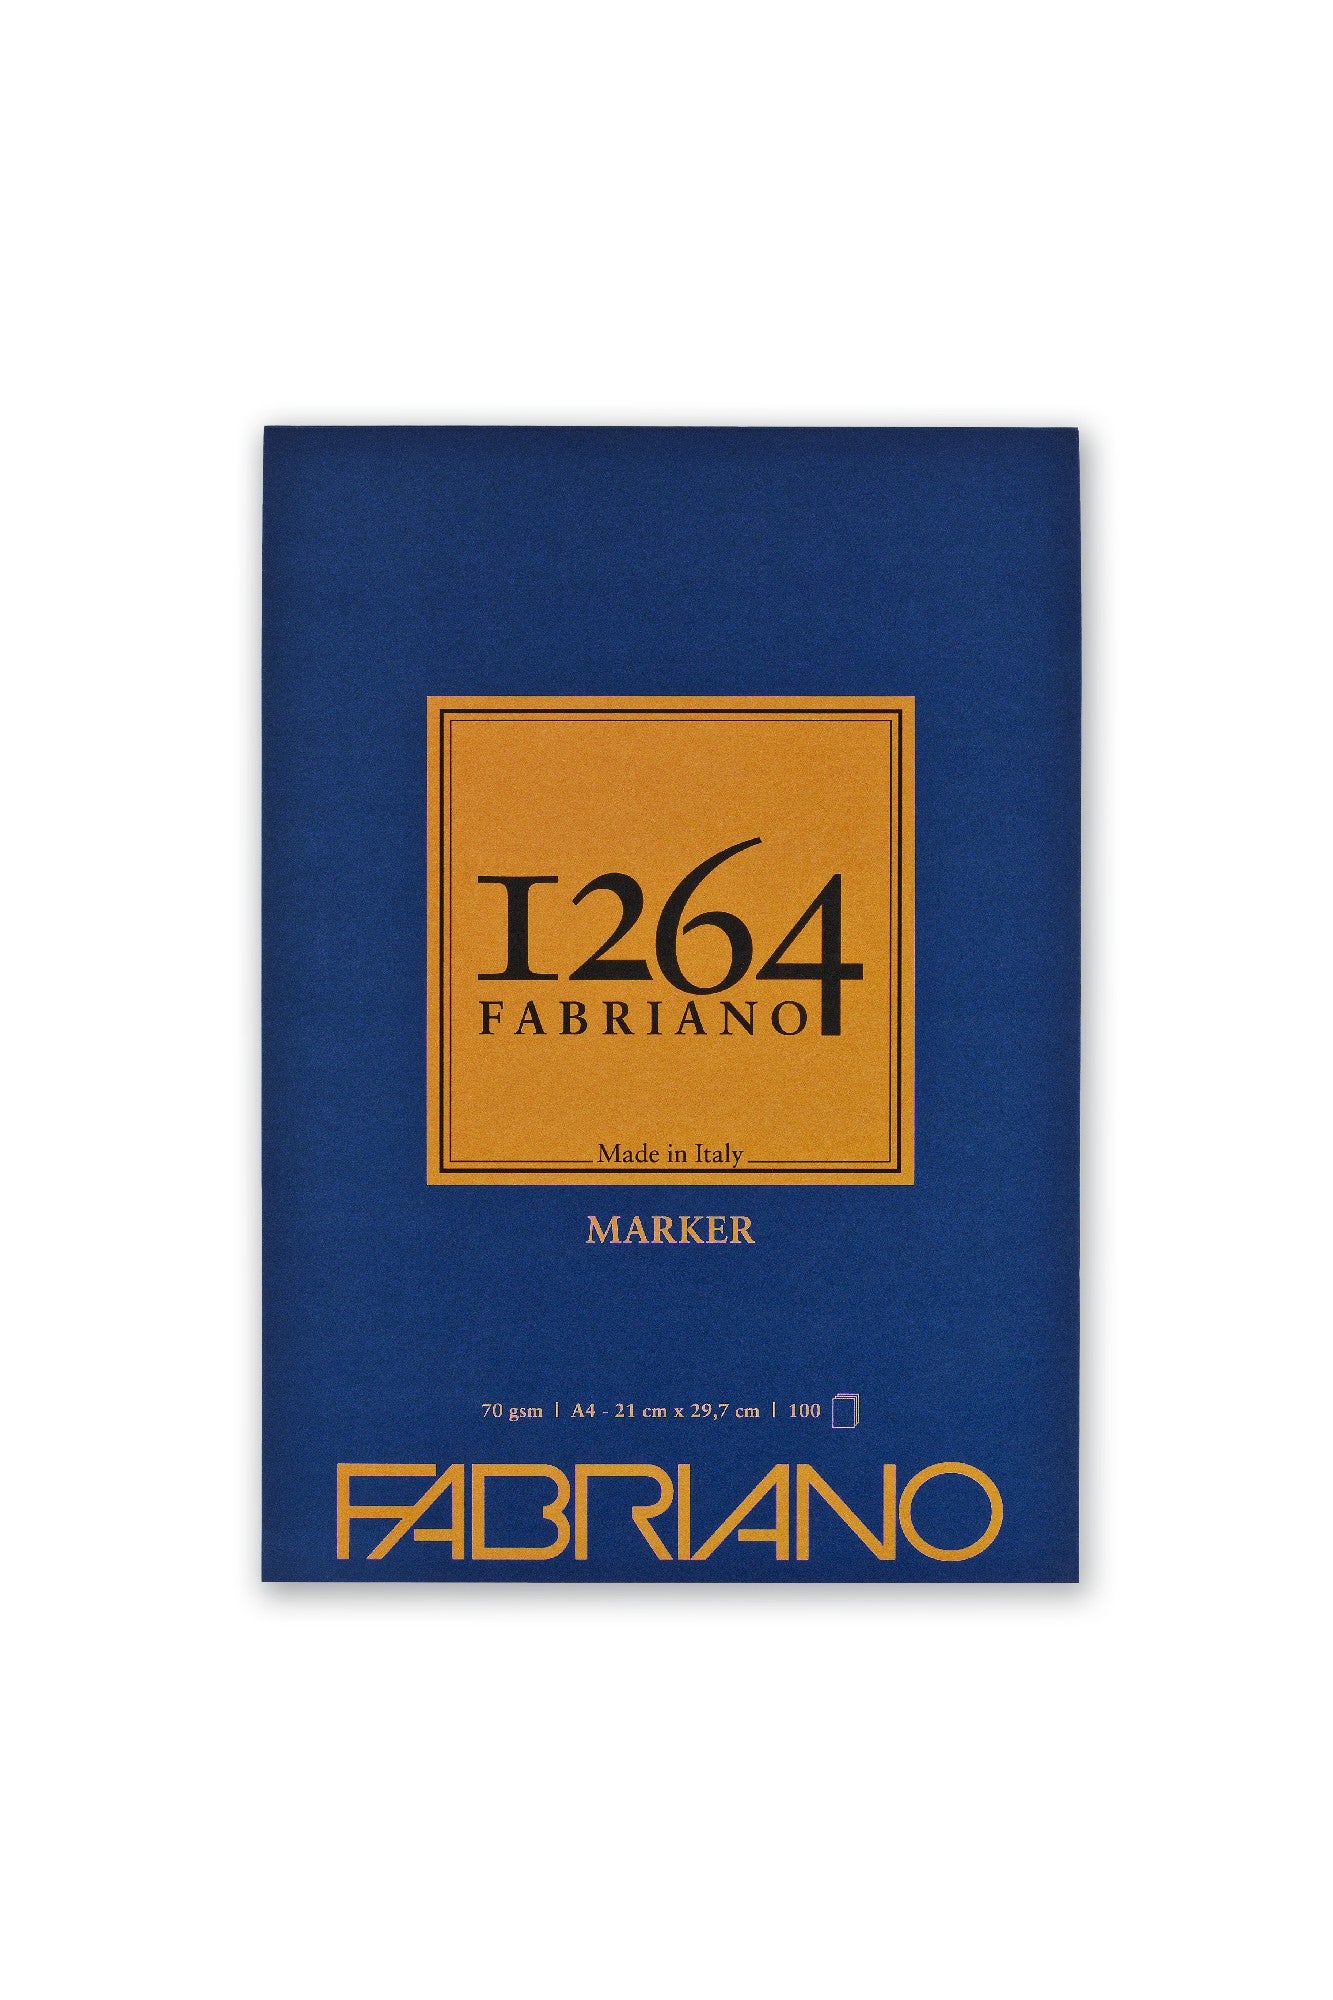 1264
FABRIANO
Made in Italy
MARKER
70 gsm | A4 - 21 cm x 29,7 cm | 100
FABRIANO